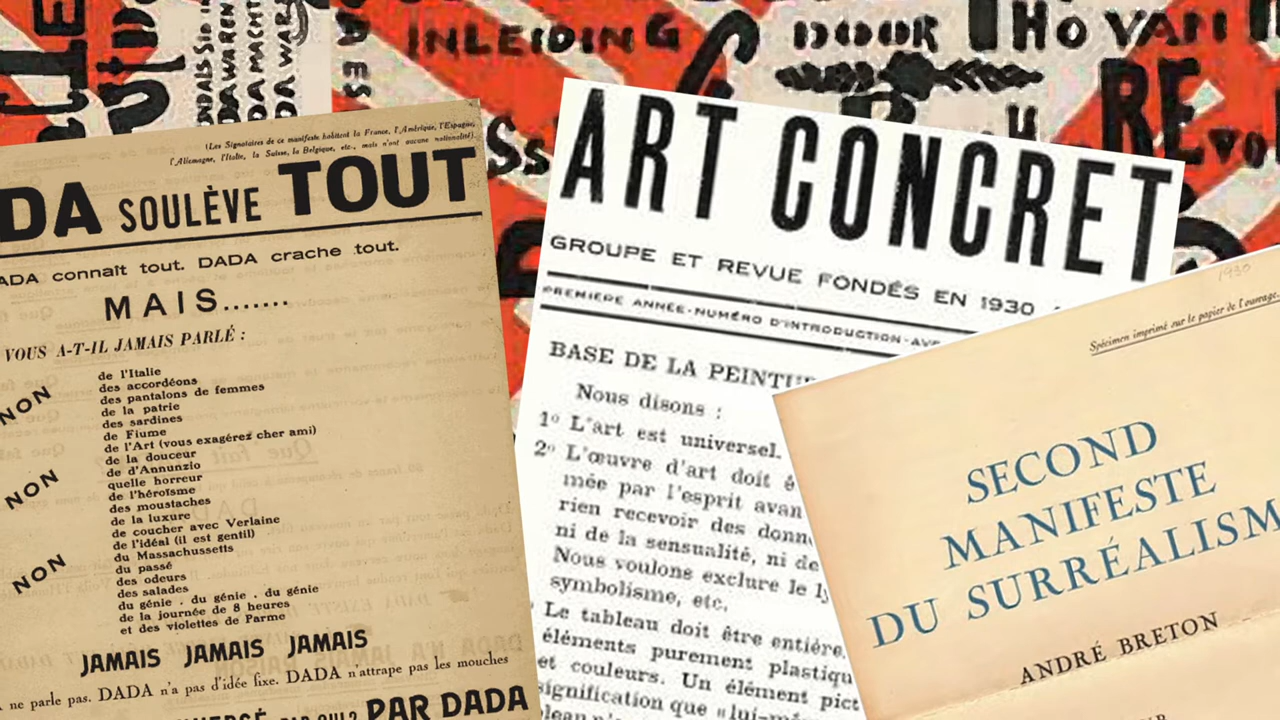 INLEIDING
DOOR
THO VAN
(Les Signataires de ce manifeste habitent la France, l'Amérique, l'Espagne,
l'Allemagne, l'Italie, la Suisse, la Belgique, etc., mais n'ont aucune nationalité).
DA SOULÈVE TOUT
ADA connaît tout. DADA crache tout.
MAIS.......
VOUS A-T-IL JAMAIS PARLÉ :
de l'Italie
des accordéons
des pantalons de femmes
de la patrie
des sardines
de Fiume
de l'Art (vous exagérez cher ami)
de la douceur
de d'Annunzio
quelle horreur
de l'héroïsme
des moustaches
de la luxure
de coucher avec Verlaine
de l'idéal (il est gentil)
du Massachussetts
du passé
des odeurs
des salades
du génie . du génie . du génie
de la journée de 8 heures
et des violettes de Parme
NON
NON
NON
JAMAIS JAMAIS JAMAIS
ne parle pas. DADA n'a pas d'idée fixe. DADA n'attrape pas les mouches
PAR DADA
ART CONCRET
GROUPE ET REVUE FONDÉS EN 1930
PREMIÈRE ANNÉE-NUMÉRO D'INTRODUCTION-AV
BASE DE LA PEINTU
Nous disons :
1o L'art est universel.
2o L'œuvre d'art doit ê
mée par l'esprit avan
rien recevoir des donn
ni de la sensualité, ni de
Nous voulons exclure le ly
symbolisme, etc.
Le tableau doit être entière
éléments purement plastiqu
et couleurs. Un élément pict
signification que «lui-mê
1930
Spécimen imprimé sur le papier de l'ouvrage
SECOND
MANIFESTE
DU SURRÉALISM
ANDRÉ BRETON